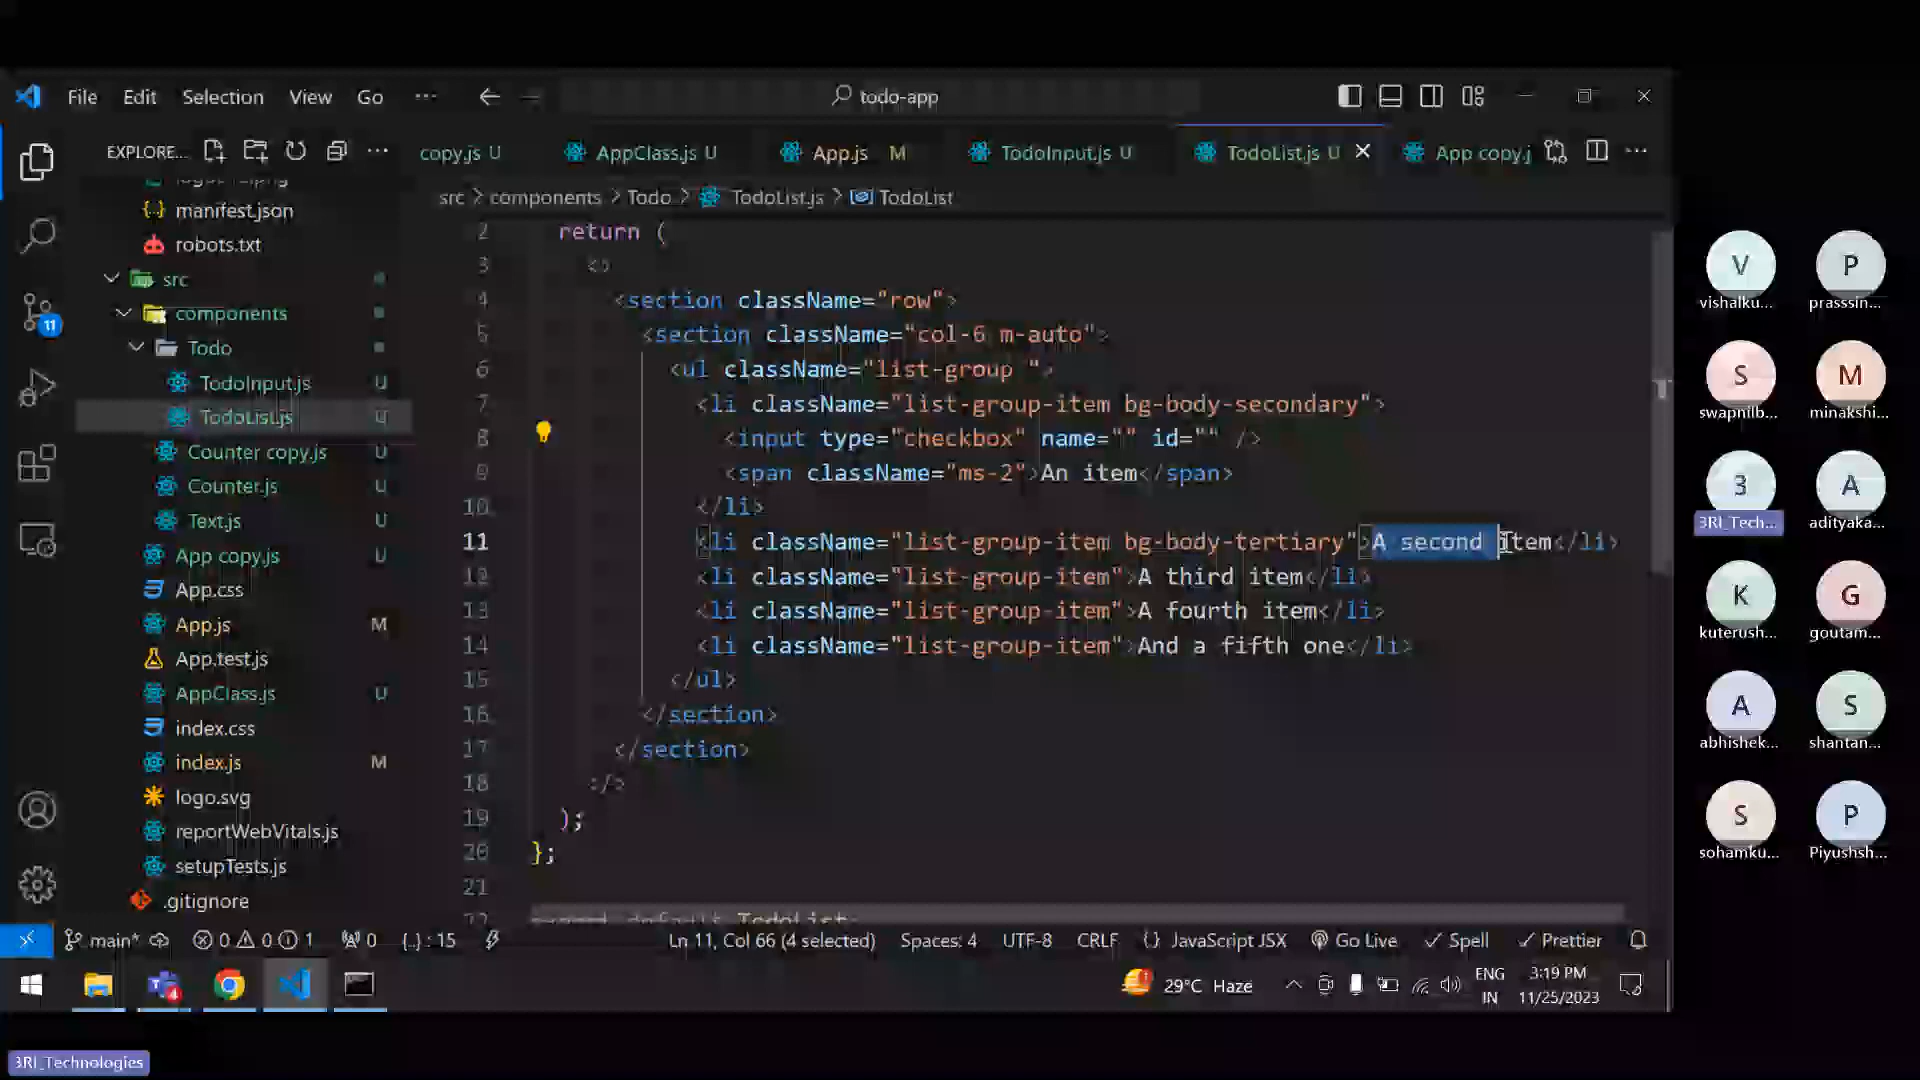 File Edit Selection View Go ··· todo-app
EXPLORE... copy.js U AppClass.js U App.js M TodoInput.js U TodoList.js U App copy.j
src > components > Todo > TodoList.js > TodoList
manifest.json
robots.txt
src
components
Todo
TodoInput.js U
TodoList.js U
Counter copy.js U
Counter.js U
Text.js U
App copy.js U
App.css
App.js M
App.test.js
AppClass.js U
index.css
index.js M
logo.svg
reportWebVitals.js
setupTests.js
.gitignore
11
2 return (
3 <>
4 <section className="row">
5 <section className="col-6 m-auto">
6 <ul className="list-group ">
7 <li className="list-group-item bg-body-secondary">
8 <input type="checkbox" name="" id="" />
9 <span className="ms-2">An item</span>
10 </li>
11 <li className="list-group-item bg-body-tertiary">A second item</li>
12 <li className="list-group-item">A third item</li>
13 <li className="list-group-item">A fourth item</li>
14 <li className="list-group-item">And a fifth one</li>
15 </ul>
16 </section>
17 </section>
18 </>
19 );
20 };
21
22 export default TodoList;
main* 0 0 1 0 {..} : 15 Ln 11, Col 66 (4 selected) Spaces: 4 UTF-8 CRLF {} JavaScript JSX Go Live Spell Prettier
4 29°C Haze ENG IN 3:19 PM 11/25/2023
V P
vishalku... prasssin...
S M
swapnilb... minakshi...
3 A
3RI_Tech... adityaka...
K G
kuterush... goutam...
A S
abhishek... shantan...
S P
sohamku... Piyushsh...
3RI_Technologies